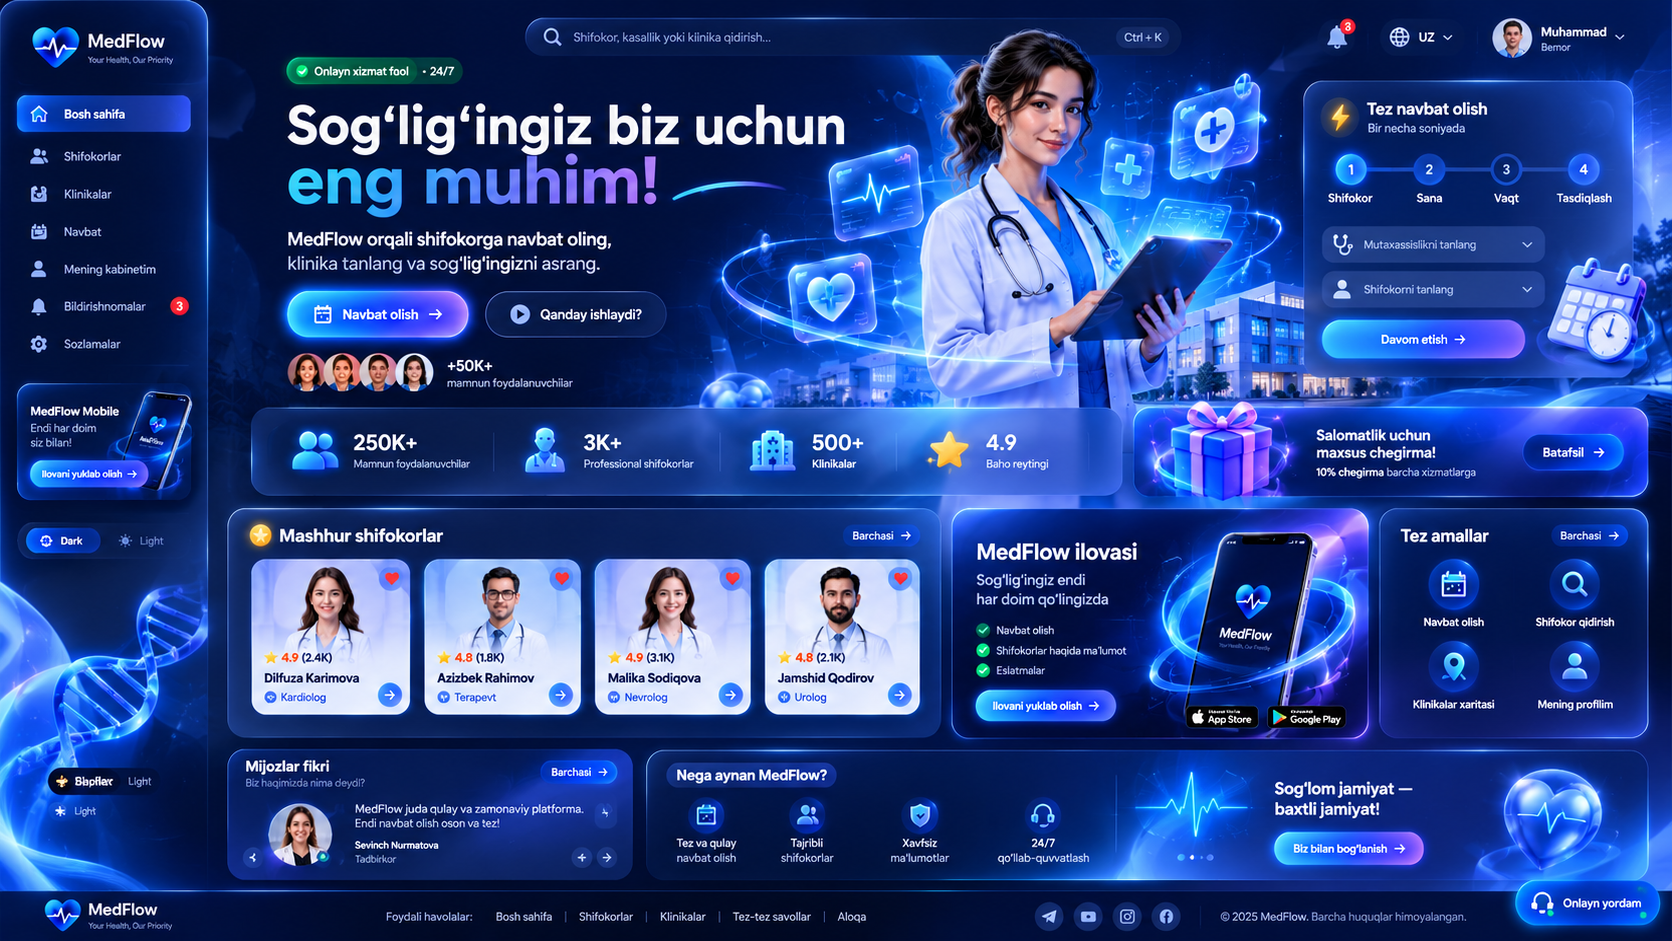 MedFlow
Your Health, Our Priority
Bosh sahifa
Shifokorlar
Klinikalar
Navbat
Mening kabinetim
Bildirishnomalar
3
Sozlamalar
MedFlow Mobile
Endi har doim
siz bilan!
Ilovani yuklab olish →
Dark
Light
Light
Light
Shifokor, kasallik yoki klinika qidirish...
Ctrl + K
3
UZ
Muhammad
Bemor
Onlayn xizmat faol • 24/7
Sog‘lig‘ingiz biz uchun
eng muhim!
MedFlow orqali shifokorga navbat oling,
klinika tanlang va sog'lig'ingizni asrang.
Navbat olish →
Qanday ishlaydi?
+50K+
mamnun foydalanuvchilar
Tez navbat olish
Bir necha soniyada
1 2 3 4
Shifokor Sana Vaqt Tasdiqlash
Mutaxassislikni tanlang
Shifokorni tanlang
Davom etish →
250K+
Mamnun foydalanuvchilar
3K+
Professional shifokorlar
500+
Klinikalar
4.9
Baho reytingi
Salomatlik uchun
maxsus chegirma!
10% chegirma barcha xizmatlarga
Batafsil →
Mashhur shifokorlar
Barchasi →
4.9 (2.4K)
Dilfuza Karimova
Kardiolog
4.8 (1.8K)
Azizbek Rahimov
Terapevt
4.9 (3.1K)
Malika Sodiqova
Nevrolog
4.8 (2.1K)
Jamshid Qodirov
Urolog
MedFlow ilovasi
Sog'lig'ingiz endi
har doim qo'lingizda
Navbat olish
Shifokorlar haqida ma'lumot
Eslatmalar
Ilovani yuklab olish →
MedFlow
App Store
Google Play
Tez amallar
Barchasi →
Navbat olish
Shifokor qidirish
Klinikalar xaritasi
Mening profilim
Mijozlar fikri
Biz haqimizda nima deydi?
Barchasi →
MedFlow juda qulay va zamonaviy platforma.
Endi navbat olish oson va tez!
Sevinch Nurmatova
Tadbirkor
Nega aynan MedFlow?
Tez va qulay
navbat olish
Tajribli
shifokorlar
Xavfsiz
ma'lumotlar
24/7
qo'llab-quvvatlash
Sog'lom jamiyat —
baxtli jamiyat!
Biz bilan bog'lanish →
MedFlow
Your Health, Our Priority
Foydali havolalar:
Bosh sahifa | Shifokorlar | Klinikalar | Tez-tez savollar | Aloqa
© 2025 MedFlow. Barcha huquqlar himoyalangan.
Onlayn yordam